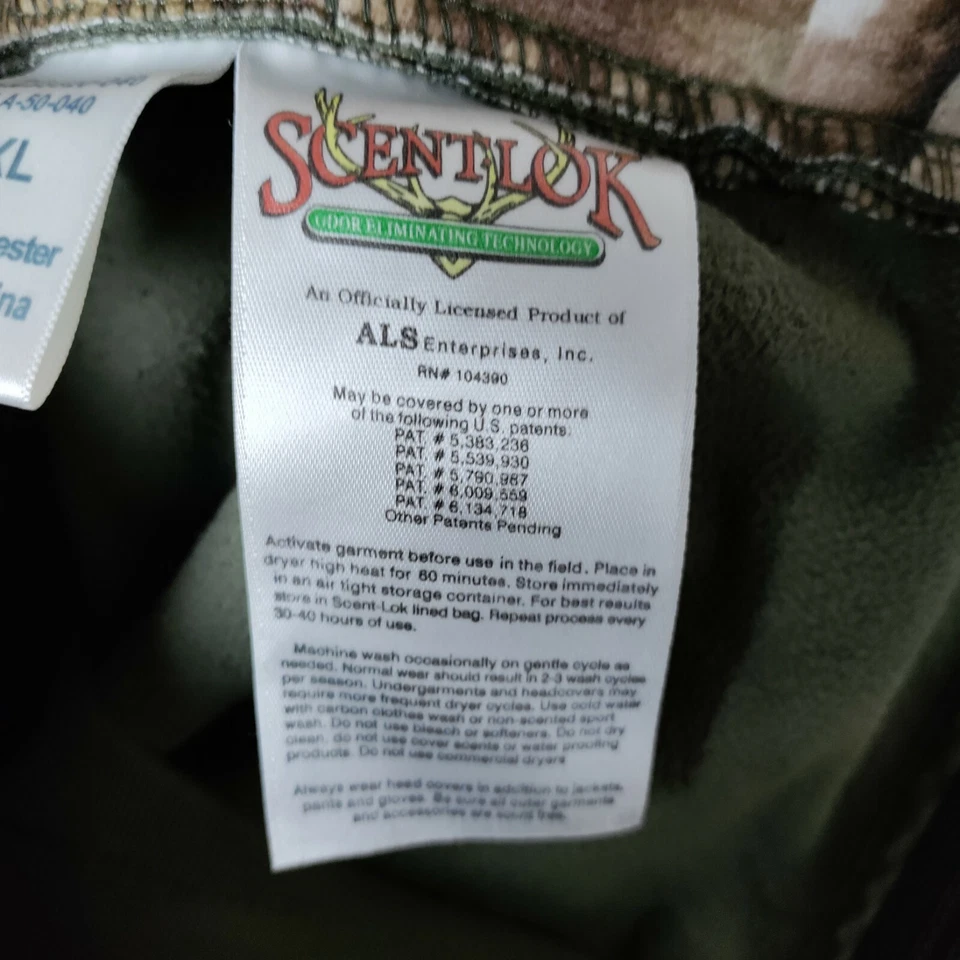 A-50-040
XL
ester
ina
SCENTLOK
ODOR ELIMINATING TECHNOLOGY
An Officially Licensed Product of
ALS Enterprises, Inc.
RN# 104390
May be covered by one or more
of the following U.S. patents:
PAT. # 5,383,236
PAT. # 5,539,930
PAT. # 5,790,987
PAT. # 6,009,559
PAT. # 6,134,718
Other Patents Pending
Activate garment before use in the field. Place in
dryer high heat for 60 minutes. Store immediately
in an air tight storage container. For best results
store in Scent-Lok lined bag. Repeat process every
30-40 hours of use.
Machine wash occasionally on gentle cycle as
needed. Normal wear should result in 2-3 wash cycles
per season. Undergarments and headcovers may
require more frequent dryer cycles. Use cold water
with carbon clothes wash or non-scented sport
wash. Do not use bleach or softeners. Do not dry
clean, do not use cover scents or water proofing
products. Do not use commercial dryers
Always wear head covers in addition to jackets,
pants and gloves. Be sure all outer garments
and accessories are scent free.